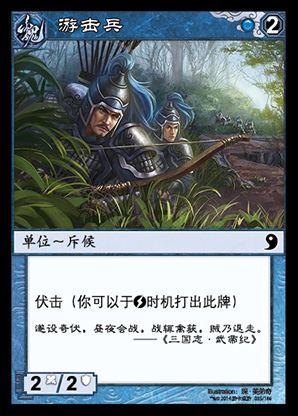 游击兵
2
单位～斥候
伏击（你可以于时机打出此牌）
遂设奇伏，昼夜会战，战辄禽获，贼乃退走。
——《三国志·武帝纪》
2/2